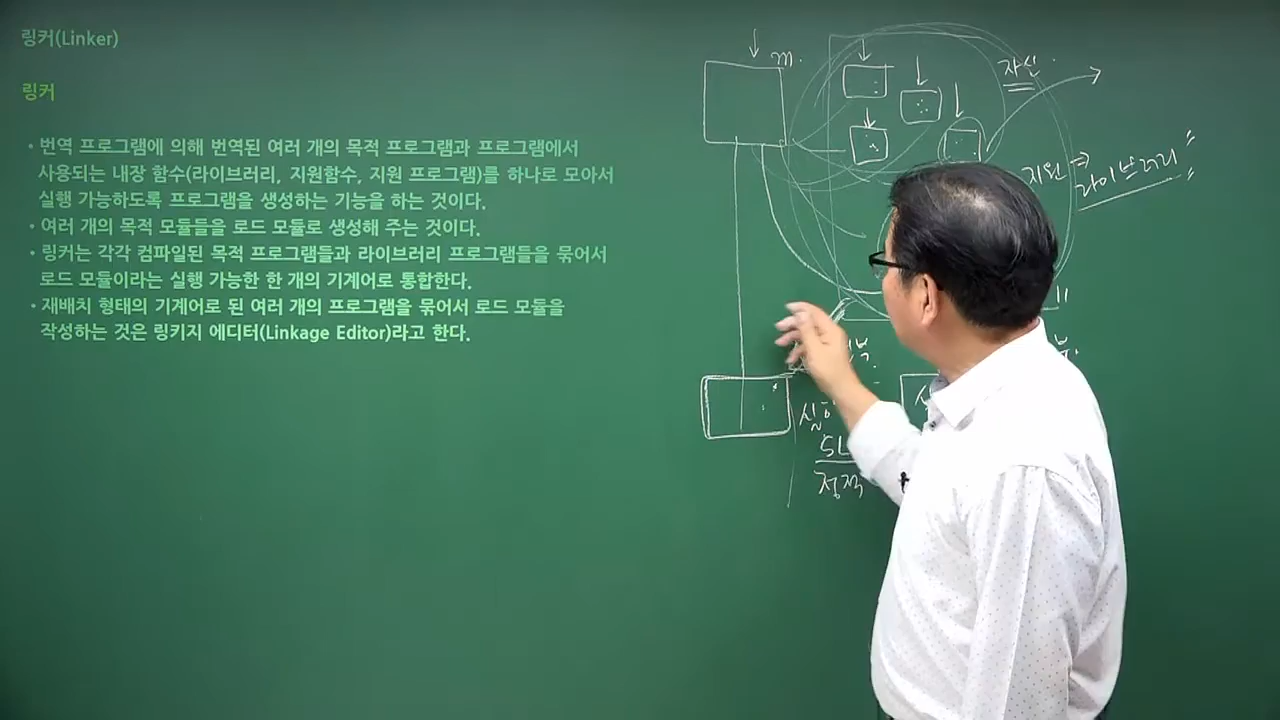 링커(Linker)
링커
• 번역 프로그램에 의해 번역된 여러 개의 목적 프로그램과 프로그램에서
사용되는 내장 함수(라이브러리, 지원함수, 지원 프로그램)를 하나로 모아서
실행 가능하도록 프로그램을 생성하는 기능을 하는 것이다.
• 여러 개의 목적 모듈들을 로드 모듈로 생성해 주는 것이다.
• 링커는 각각 컴파일된 목적 프로그램들과 라이브러리 프로그램들을 묶어서
로드 모듈이라는 실행 가능한 한 개의 기계어로 통합한다.
• 재배치 형태의 기계어로 된 여러 개의 프로그램을 묶어서 로드 모듈을
작성하는 것은 링키지 에디터(Linkage Editor)라고 한다.
m.
자신.
지원 ⇒
"라이브러리"
SL
정적